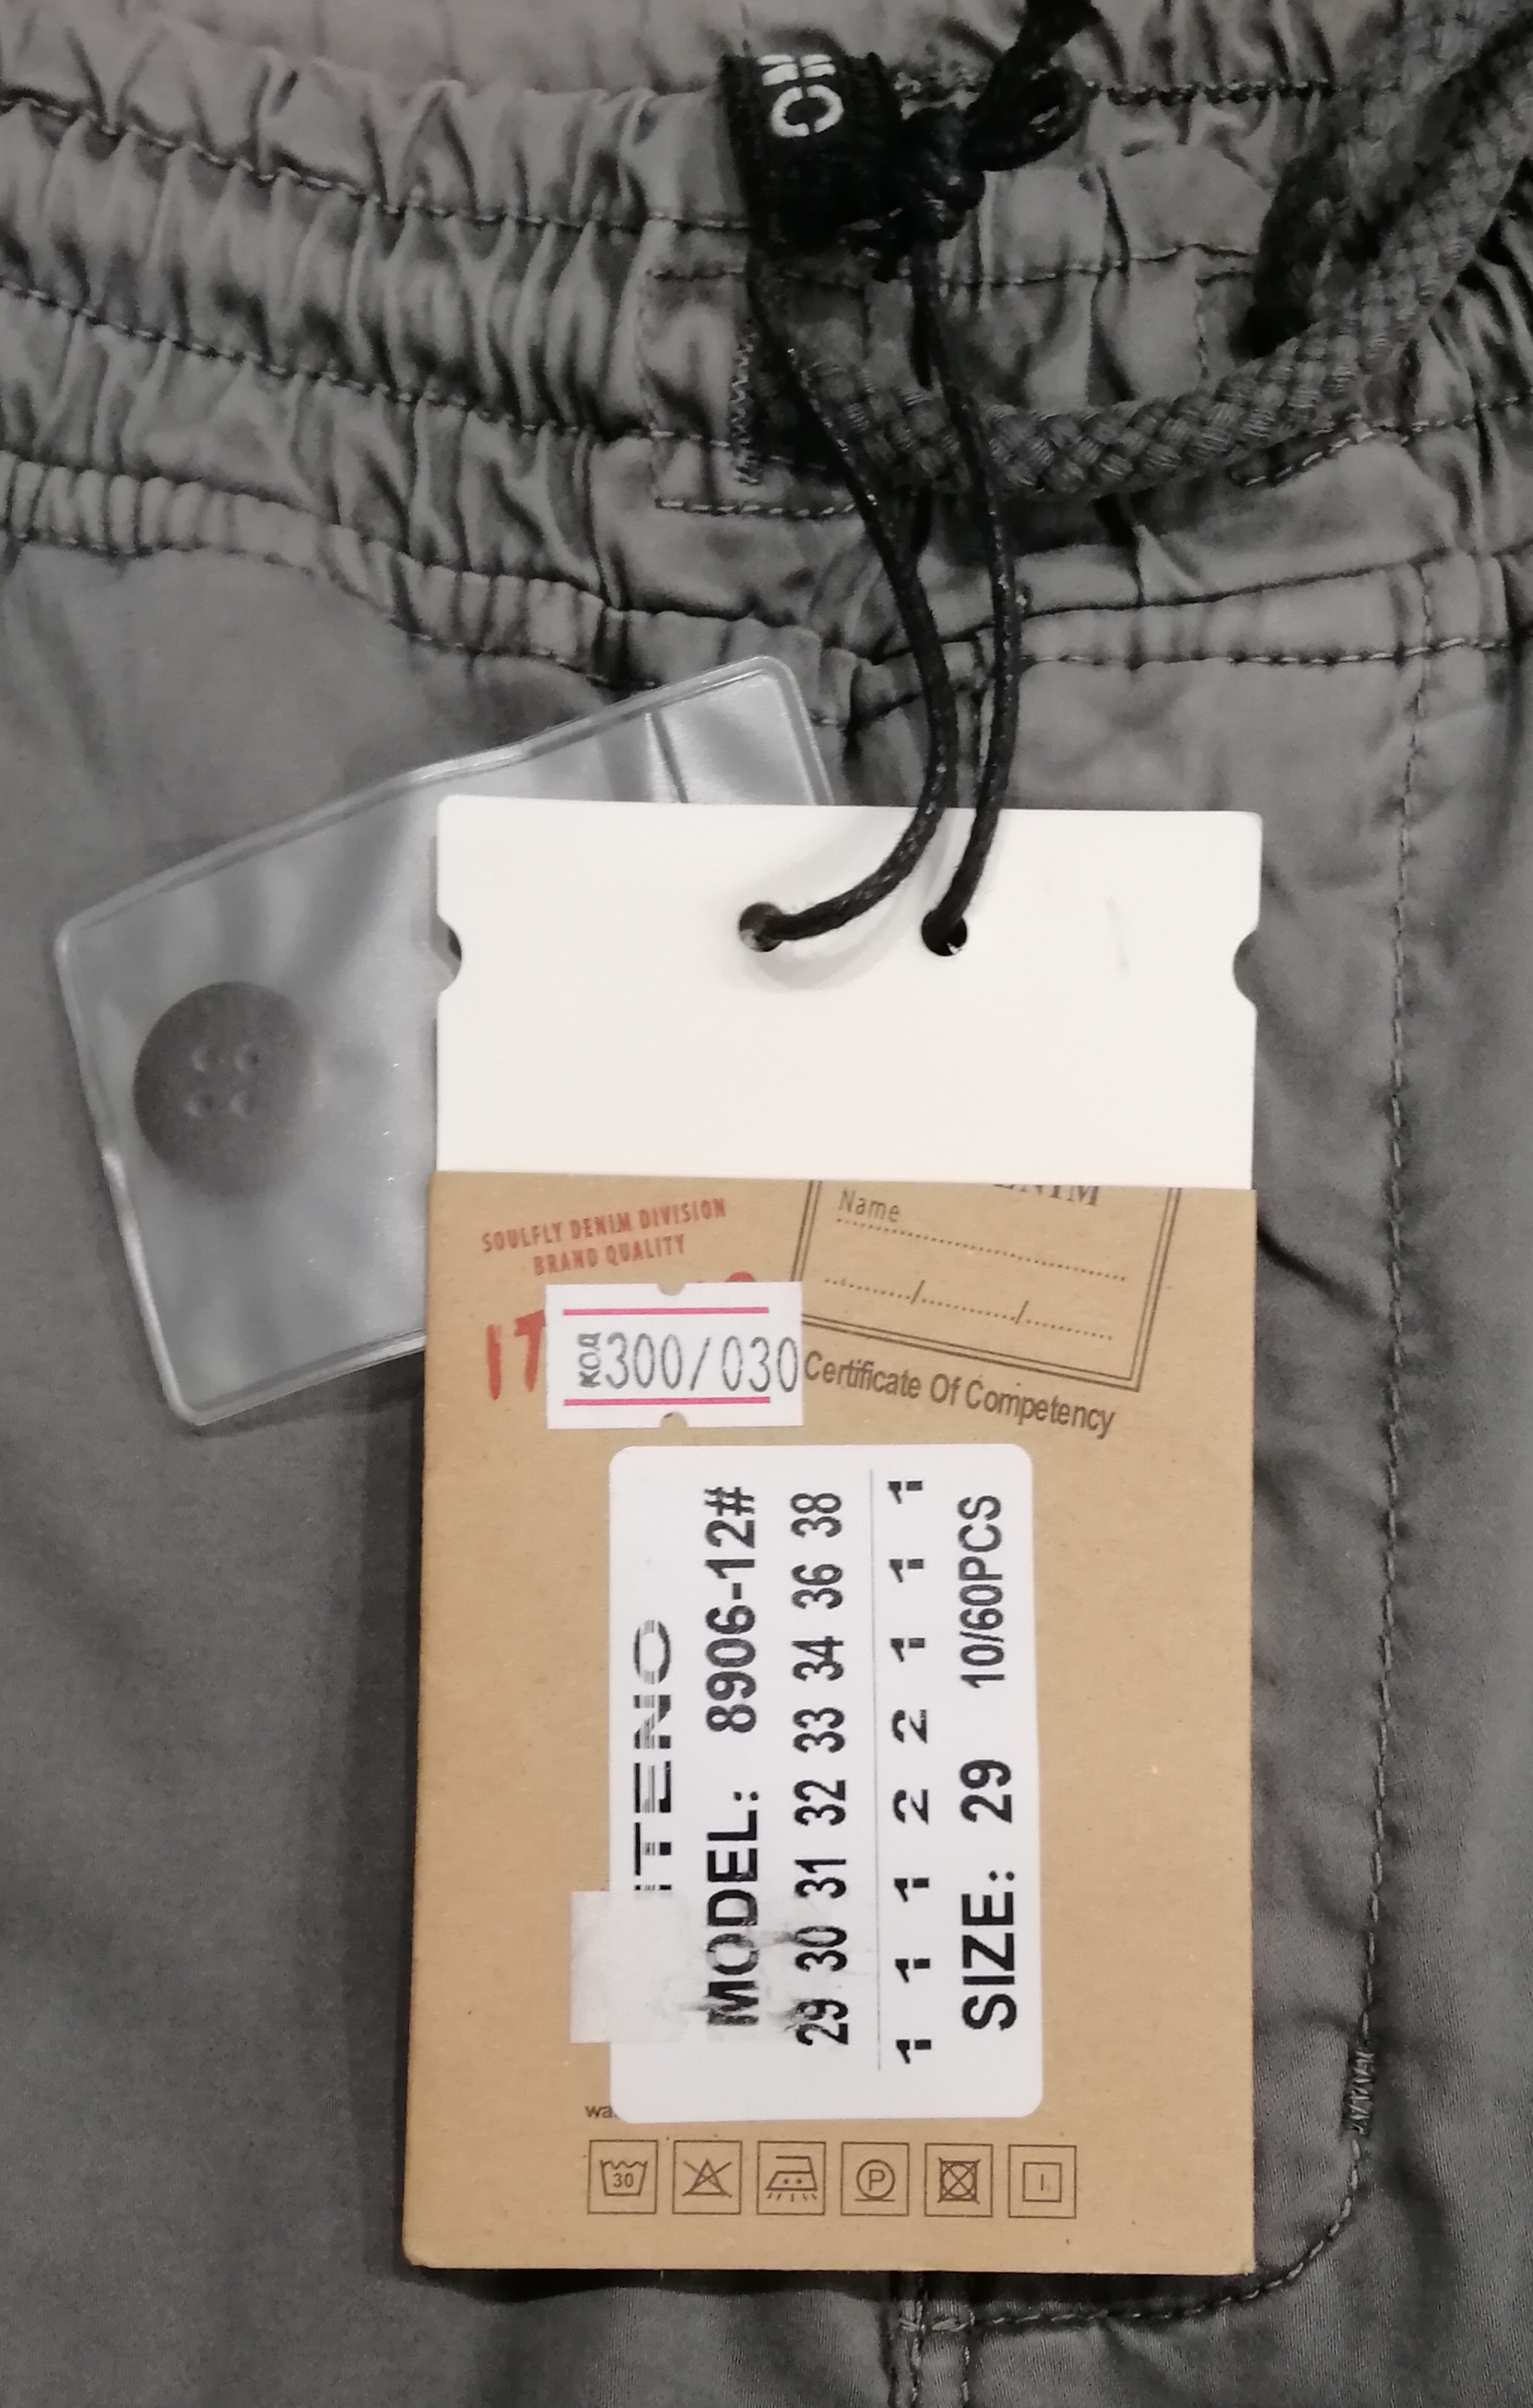 SOULFLY DENIM DIVISION
BRAND QUALITY
IT
Name
/ /
Certificate Of Competency
код 300/030
ITENO
MODEL: 8906-12#
29 30 31 32 33 34 36 38
1 1 1 2 2 1 1 1
SIZE: 29 10/60PCS
30
P